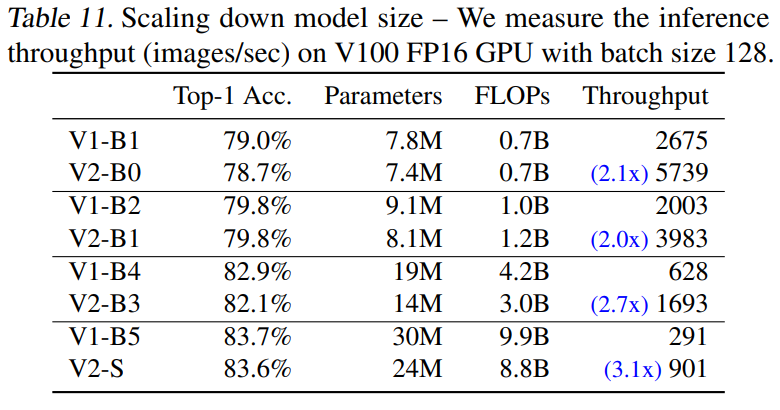 Table 11. Scaling down model size – We measure the inference
throughput (images/sec) on V100 FP16 GPU with batch size 128.
Top-1 Acc. Parameters FLOPs Throughput
V1-B1 79.0% 7.8M 0.7B 2675
V2-B0 78.7% 7.4M 0.7B (2.1x) 5739
V1-B2 79.8% 9.1M 1.0B 2003
V2-B1 79.8% 8.1M 1.2B (2.0x) 3983
V1-B4 82.9% 19M 4.2B 628
V2-B3 82.1% 14M 3.0B (2.7x) 1693
V1-B5 83.7% 30M 9.9B 291
V2-S 83.6% 24M 8.8B (3.1x) 901